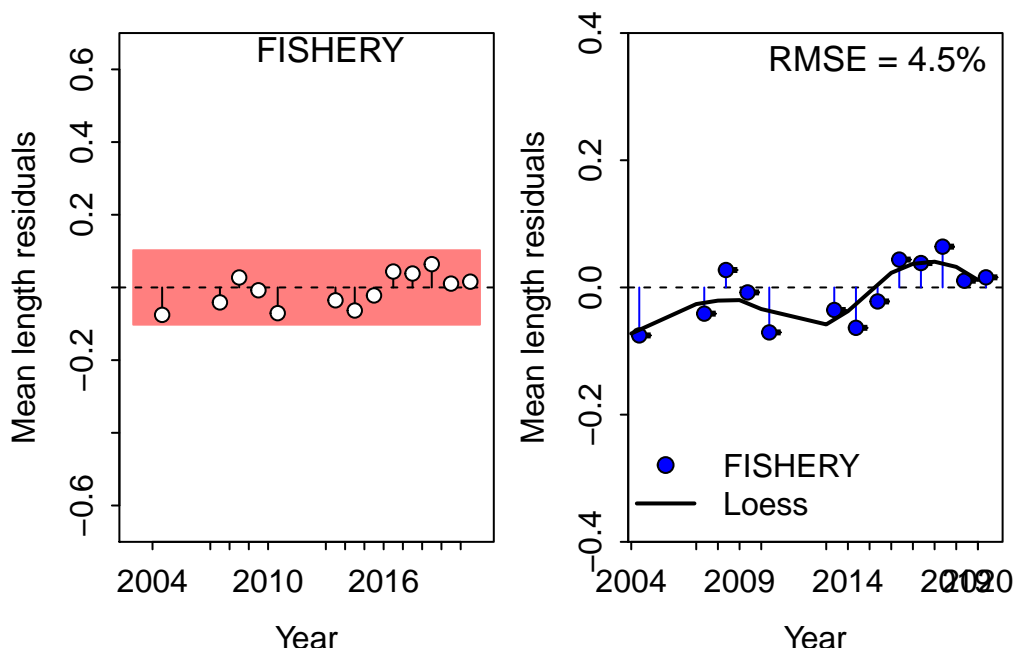 FISHERY
Mean length residuals
0.6
0.4
0.2
−0.2
−0.6
2004 2010 2016
Year
RMSE = 4.5%
Mean length residuals
0.4
0.2
0.0
−0.2
−0.4
FISHERY
Loess
2004 2009 2014 2019 2020
Year